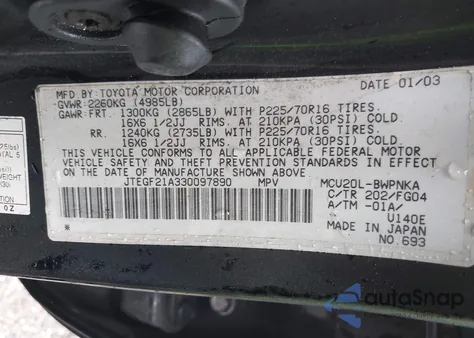 MFD. BY TOYOTA MOTOR CORPORATION DATE 01/03
GVWR 2260KG (4985LB)
GAWR: FRT. 1300KG (2865LB) WITH P225/70R16 TIRES.
16X6 1/2JJ RIMS. AT 210KPA (30PSI) COLD.
RR. 1240KG (2735LB) WITH P225/70R16 TIRES.
16X6 1/2JJ RIMS. AT 210KPA (30PSI) COLD.
THIS VEHICLE CONFORMS TO ALL APPLICABLE FEDERAL MOTOR
VEHICLE SAFETY AND THEFT PREVENTION STANDARDS IN EFFECT
ON THE DATE OF MANUFACTURE SHOWN ABOVE.
JTEGF21A330097890 MPV MCU20L-BWPNKA
C/TR 202/FG04
A/TM -01A/
U140E
* MADE IN JAPAN
NO.693
WEIGHT
OZ
autoSnap